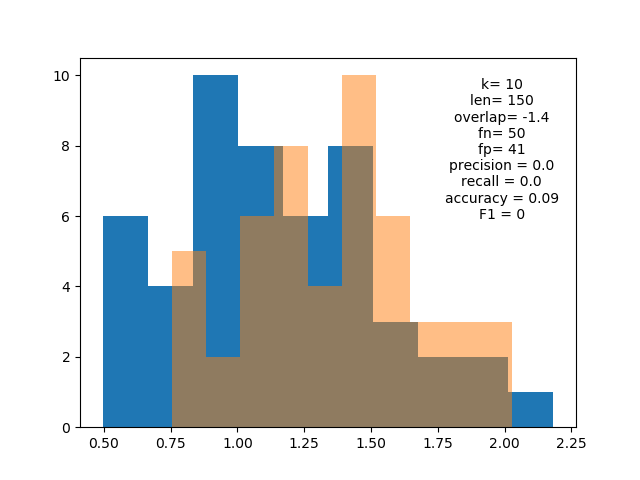 10
8
6
4
2
0
k= 10
len= 150
overlap= -1.4
fn= 50
fp= 41
precision = 0.0
recall = 0.0
accuracy = 0.09
F1 = 0
0.50 0.75 1.00 1.25 1.50 1.75 2.00 2.25